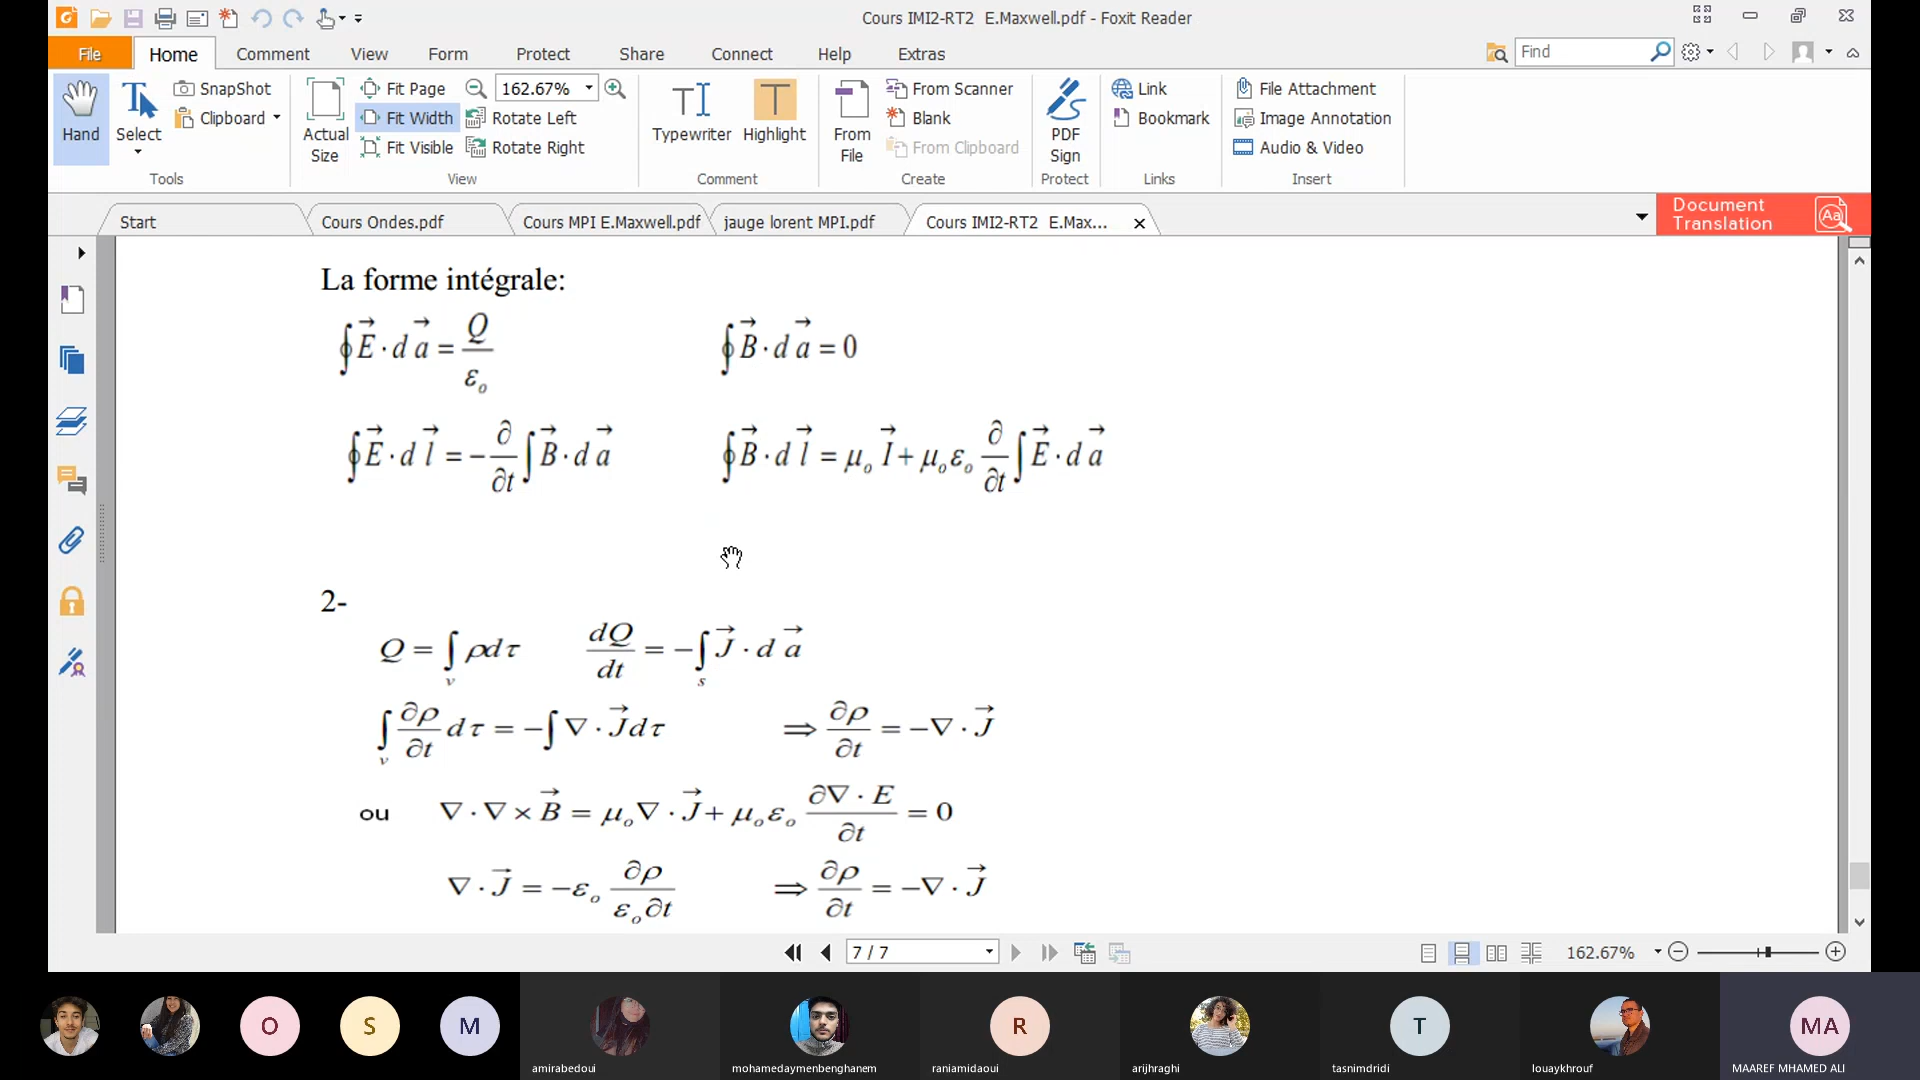 Cours IMI2-RT2 E.Maxwell.pdf - Foxit Reader
File Home Comment View Form Protect Share Connect Help Extras Find
Hand
Select
SnapShot
Clipboard
Tools
Actual Size
Fit Page
Fit Width
Fit Visible
162.67%
Rotate Left
Rotate Right
View
Typewriter
Highlight
Comment
From File
From Scanner
Blank
From Clipboard
Create
PDF Sign
Protect
Link
Bookmark
Links
File Attachment
Image Annotation
Audio & Video
Insert
Start Cours Ondes.pdf Cours MPI E.Maxwell.pdf jauge lorent MPI.pdf Cours IMI2-RT2 E.Max...
Document
Translation
La forme intégrale:
∮E⃗ · da⃗ = Q/ε₀ ∮B⃗ · da⃗ = 0
∮E⃗ · dl⃗ = −∂/∂t ∫B⃗ · da⃗ ∮B⃗ · dl⃗ = μ₀ I⃗ + μ₀ε₀ ∂/∂t ∫E⃗ · da⃗
2-
Q = ∫ᵥ ρdτ dQ/dt = −∫ₛ J⃗ · da⃗
∫ᵥ ∂ρ/∂t dτ = −∫∇ · J⃗dτ ⇒ ∂ρ/∂t = −∇ · J⃗
ou ∇ · ∇ × B⃗ = μ₀∇ · J⃗ + μ₀ε₀ ∂∇ · E/∂t = 0
∇ · J⃗ = −ε₀ ∂ρ/ε₀∂t ⇒ ∂ρ/∂t = −∇ · J⃗
7 / 7
162.67%
O S M R T MA
amirabedoui mohamedaymenbenghanem raniamidaoui arijhraghi tasnimdridi louaykhrouf MAAREF MHAMED ALI